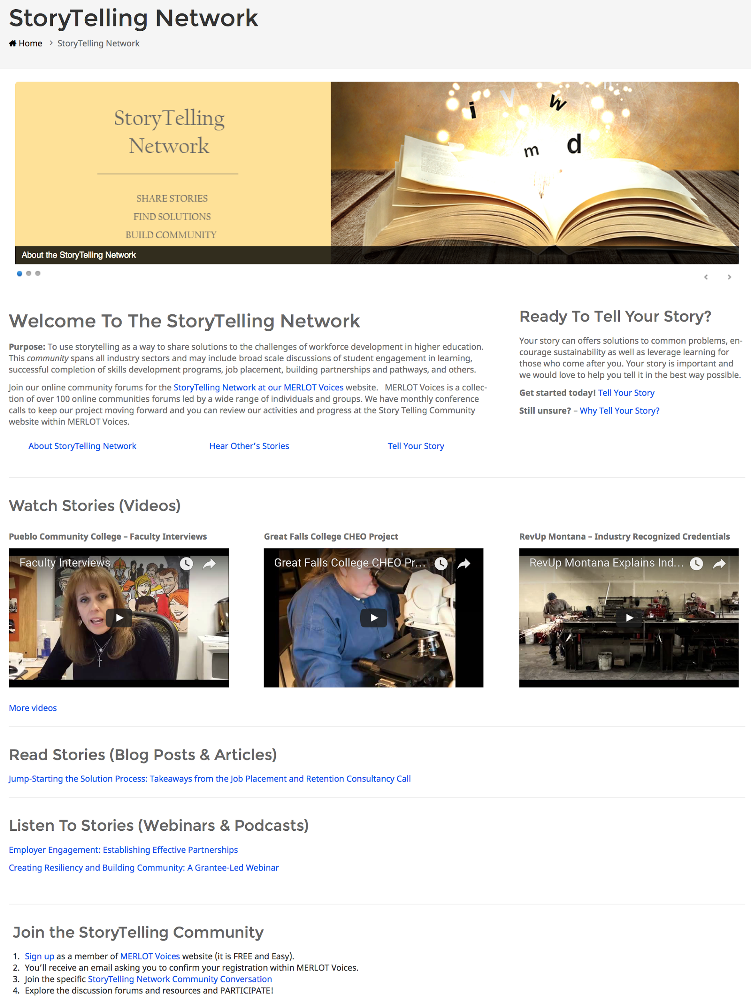 StoryTelling Network
Home > StoryTelling Network
StoryTelling
Network
SHARE STORIES
FIND SOLUTIONS
BUILD COMMUNITY
i
V
w
m
d
About the StoryTelling Network
Welcome To The StoryTelling Network
Purpose: To use storytelling as a way to share solutions to the challenges of workforce development in higher education.
This community spans all industry sectors and may include broad scale discussions of student engagement in learning,
successful completion of skills development programs, job placement, building partnerships and pathways, and others.
Join our online community forums for the StoryTelling Network at our MERLOT Voices website. MERLOT Voices is a collec-
tion of over 100 online communities forums led by a wide range of individuals and groups. We have monthly conference
calls to keep our project moving forward and you can review our activities and progress at the Story Telling Community
website within MERLOT Voices.
About StoryTelling Network
Hear Other's Stories
Tell Your Story
Ready To Tell Your Story?
Your story can offers solutions to common problems, en-
courage sustainability as well as leverage learning for
those who come after you. Your story is important and
we would love to help you tell it in the best way possible.
Get started today! Tell Your Story
Still unsure? – Why Tell Your Story?
Watch Stories (Videos)
Pueblo Community College – Faculty Interviews
Faculty Interviews
Great Falls College CHEO Project
Great Falls College CHEO Pr...
Nikon
RevUp Montana – Industry Recognized Credentials
RevUp Montana Explains Ind...
More videos
Read Stories (Blog Posts & Articles)
Jump-Starting the Solution Process: Takeaways from the Job Placement and Retention Consultancy Call
Listen To Stories (Webinars & Podcasts)
Employer Engagement: Establishing Effective Partnerships
Creating Resiliency and Building Community: A Grantee-Led Webinar
Join the StoryTelling Community
1. Sign up as a member of MERLOT Voices website (it is FREE and Easy).
2. You'll receive an email asking you to confirm your registration within MERLOT Voices.
3. Join the specific StoryTelling Network Community Conversation
4. Explore the discussion forums and resources and PARTICIPATE!